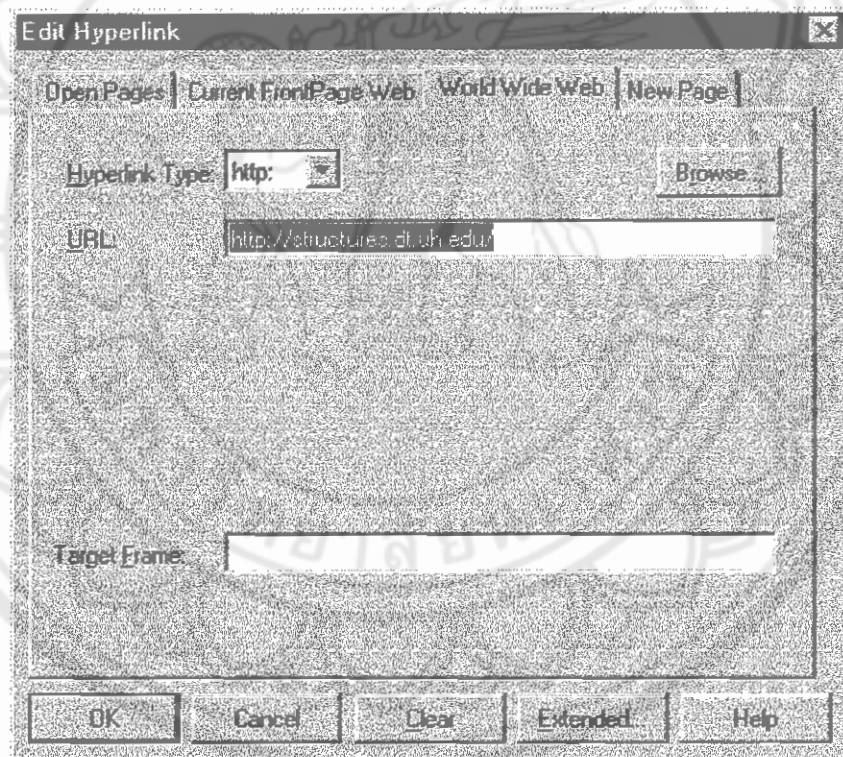 Edit Hyperlink
Open Pages Current FrontPage Web World Wide Web New Page
Hyperlink Type: http: Browse...
URL: http://structures.dt.uh.edu/
Target Frame:
OK Cancel Clear Extended... Help